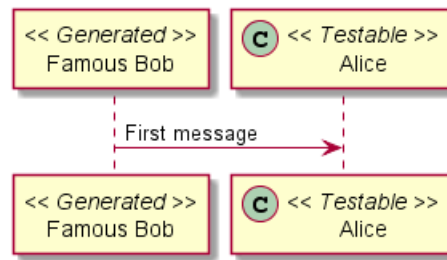 << Generated >>
Famous Bob
C << Testable >>
Alice
First message
<< Generated >>
Famous Bob
C << Testable >>
Alice